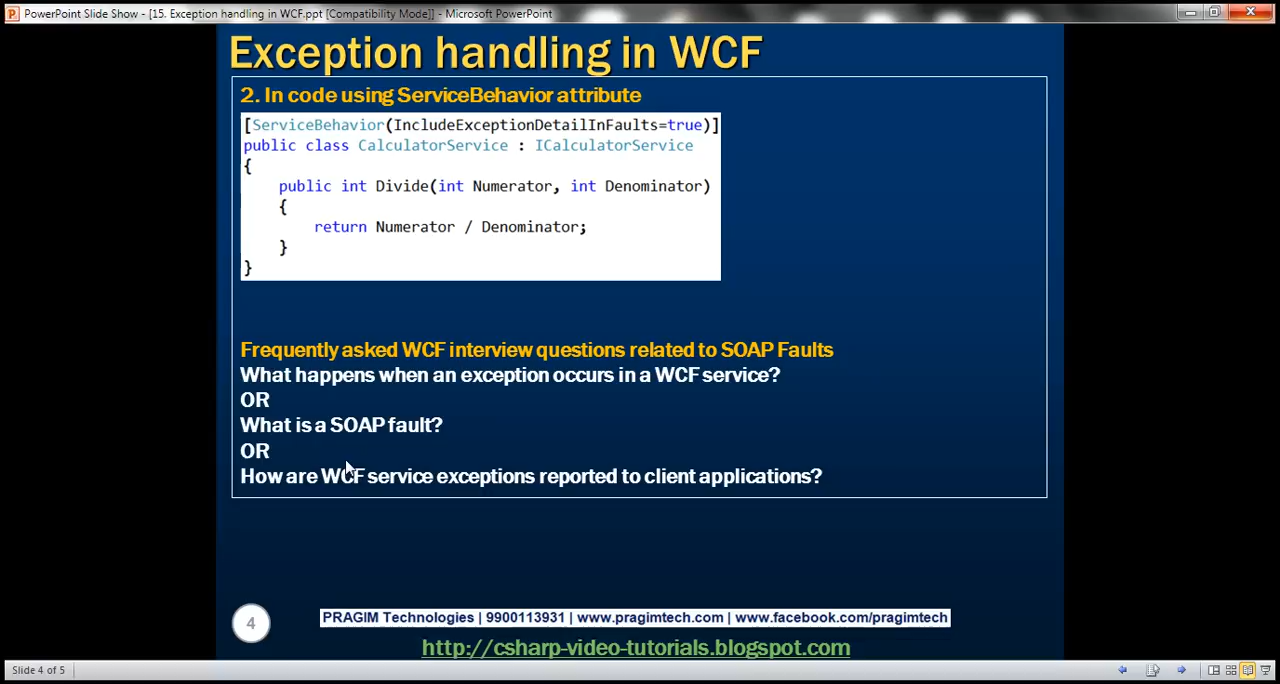 PowerPoint Slide Show - [15. Exception handling in WCF.ppt [Compatibility Mode]] - Microsoft PowerPoint
Exception handling in WCF
2. In code using ServiceBehavior attribute
[ServiceBehavior(IncludeExceptionDetailInFaults=true)]
public class CalculatorService : ICalculatorService
{
    public int Divide(int Numerator, int Denominator)
    {
        return Numerator / Denominator;
    }
}
Frequently asked WCF interview questions related to SOAP Faults
What happens when an exception occurs in a WCF service?
OR
What is a SOAP fault?
OR
How are WCF service exceptions reported to client applications?
4
PRAGIM Technologies | 9900113931 | www.pragimtech.com | www.facebook.com/pragimtech
http://csharp-video-tutorials.blogspot.com
Slide 4 of 5